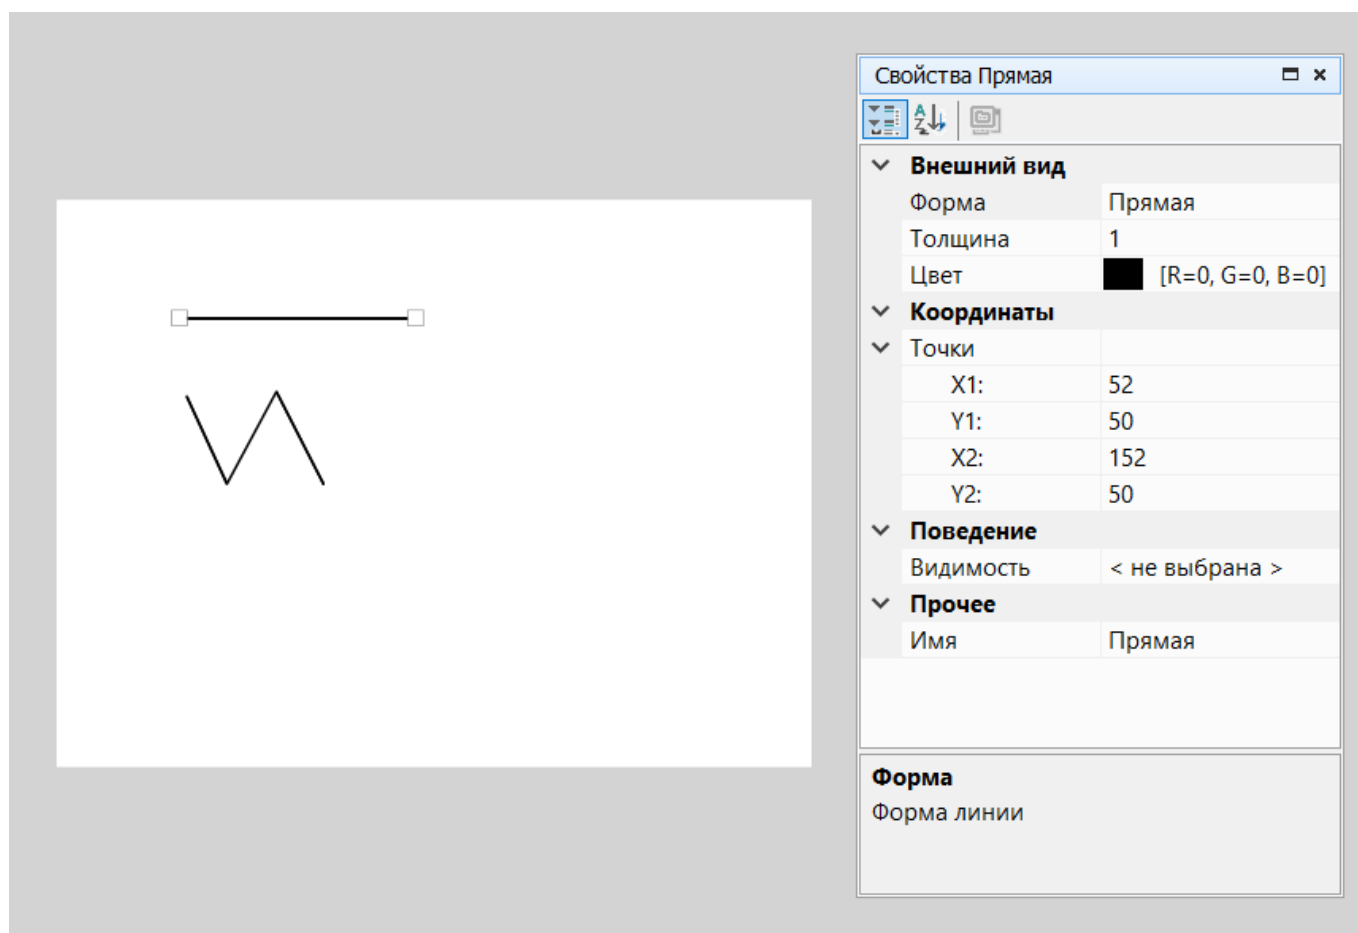 Свойства Прямая
Внешний вид
Форма Прямая
Толщина 1
Цвет [R=0, G=0, B=0]
Координаты
Точки
X1: 52
Y1: 50
X2: 152
Y2: 50
Поведение
Видимость < не выбрана >
Прочее
Имя Прямая
Форма
Форма линии